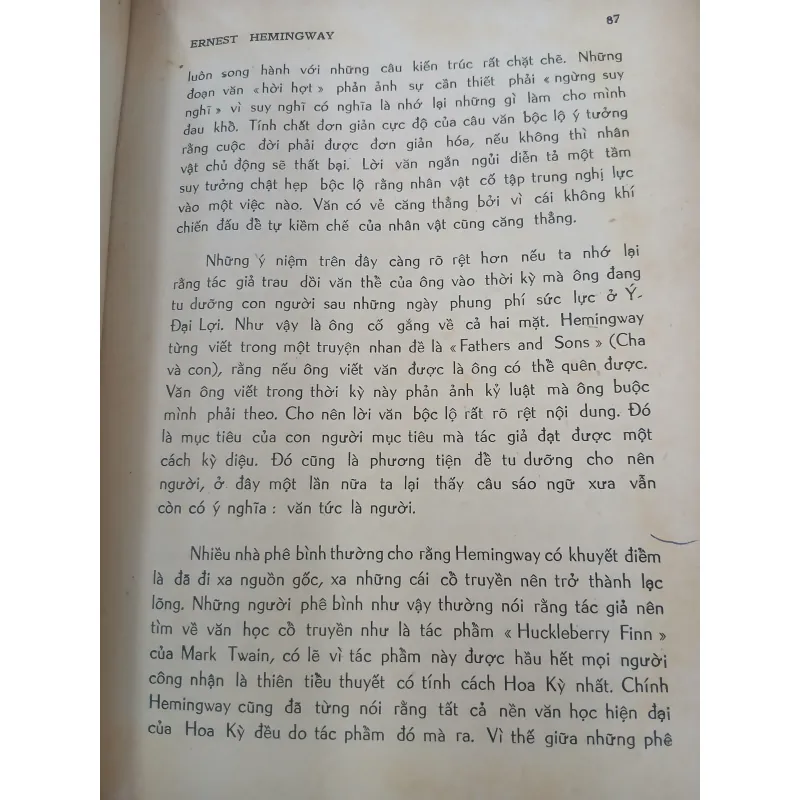 ERNEST HEMINGWAY 87
luôn song hành với những câu kiến trúc rất chặt chẽ. Những
đoạn văn «hời hợt» phản ảnh sự cần thiết phải «ngừng suy
nghĩ» vì suy nghĩ có nghĩa là nhớ lại những gì làm cho mình
đau khổ. Tính chất đơn giản cực độ của câu văn bộc lộ ý tưởng
rằng cuộc đời phải được đơn giản hóa, nếu không thì nhân
vật chủ động sẽ thất bại. Lời văn ngắn ngủi diễn tả một tầm
suy tưởng chật hẹp bộc lộ rằng nhân vật cố tập trung nghị lực
vào một việc nào. Văn có vẻ căng thẳng bởi vì cái không khí
chiến đấu để tự kiềm chế của nhân vật cũng căng thẳng.
Những ý niệm trên đây càng rõ rệt hơn nếu ta nhớ lại
rằng tác giả trau dồi văn thể của ông vào thời kỳ mà ông đang
tu dưỡng con người sau những ngày phung phí sức lực ở Ý-
Đại Lợi. Như vậy là ông cố gắng về cả hai mặt. Hemingway
từng viết trong một truyện nhan đề là «Fathers and Sons» (Cha
và con), rằng nếu ông viết văn được là ông có thể quên được.
Văn ông viết trong thời kỳ này phản ảnh kỷ luật mà ông buộc
mình phải theo. Cho nên lời văn bộc lộ rất rõ rệt nội dung. Đó
là mục tiêu của con người mục tiêu mà tác giả đạt được một
cách kỳ diệu. Đó cũng là phương tiện để tu dưỡng cho nên
người, ở đây một lần nữa ta lại thấy câu sáo ngữ xưa vẫn
còn có ý nghĩa : văn tức là người.
Nhiều nhà phê bình thường cho rằng Hemingway có khuyết điểm
là đã đi xa nguồn gốc, xa những cái cổ truyền nên trở thành lạc
lõng. Những người phê bình như vậy thường nói rằng tác giả nên
tìm về văn học cổ truyền như là tác phẩm « Huckleberry Finn »
của Mark Twain, có lẽ vì tác phẩm này được hầu hết mọi người
công nhận là thiên tiểu thuyết có tính cách Hoa Kỳ nhất. Chính
Hemingway cũng đã từng nói rằng tất cả nền văn học hiện đại
của Hoa Kỳ đều do tác phẩm đó mà ra. Vì thế giữa những phê